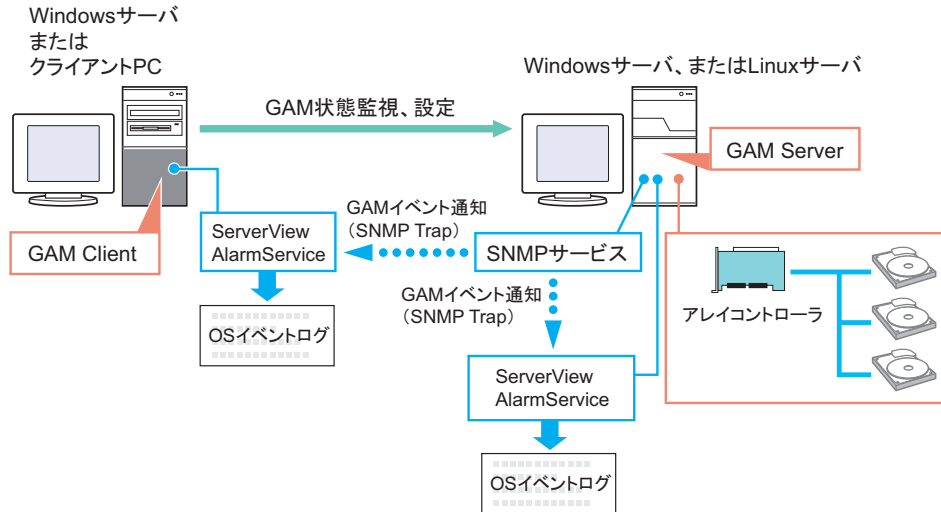 Windowsサーバ
または
クライアントPC
Windowsサーバ、またはLinuxサーバ
GAM状態監視、設定
GAM Server
GAM Client
ServerView
AlarmService
GAMイベント通知
（SNMP Trap）
SNMPサービス
OSイベントログ
GAMイベント通知
（SNMP Trap）
アレイコントローラ
ServerView
AlarmService
OSイベントログ